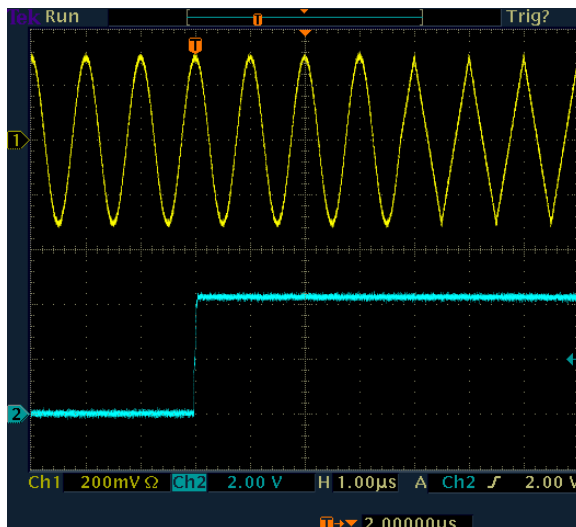 Tek Run Trig?
T
T
1
2
Ch1 200mV Ω Ch2 2.00 V H 1.00µs A Ch2 2.00 V
T 2.00000µs